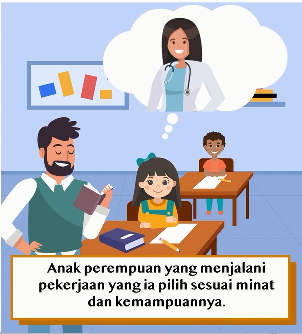 Anak perempuan yang menjalani
pekerjaan yang ia pilih sesuai minat
dan kemampuannya.